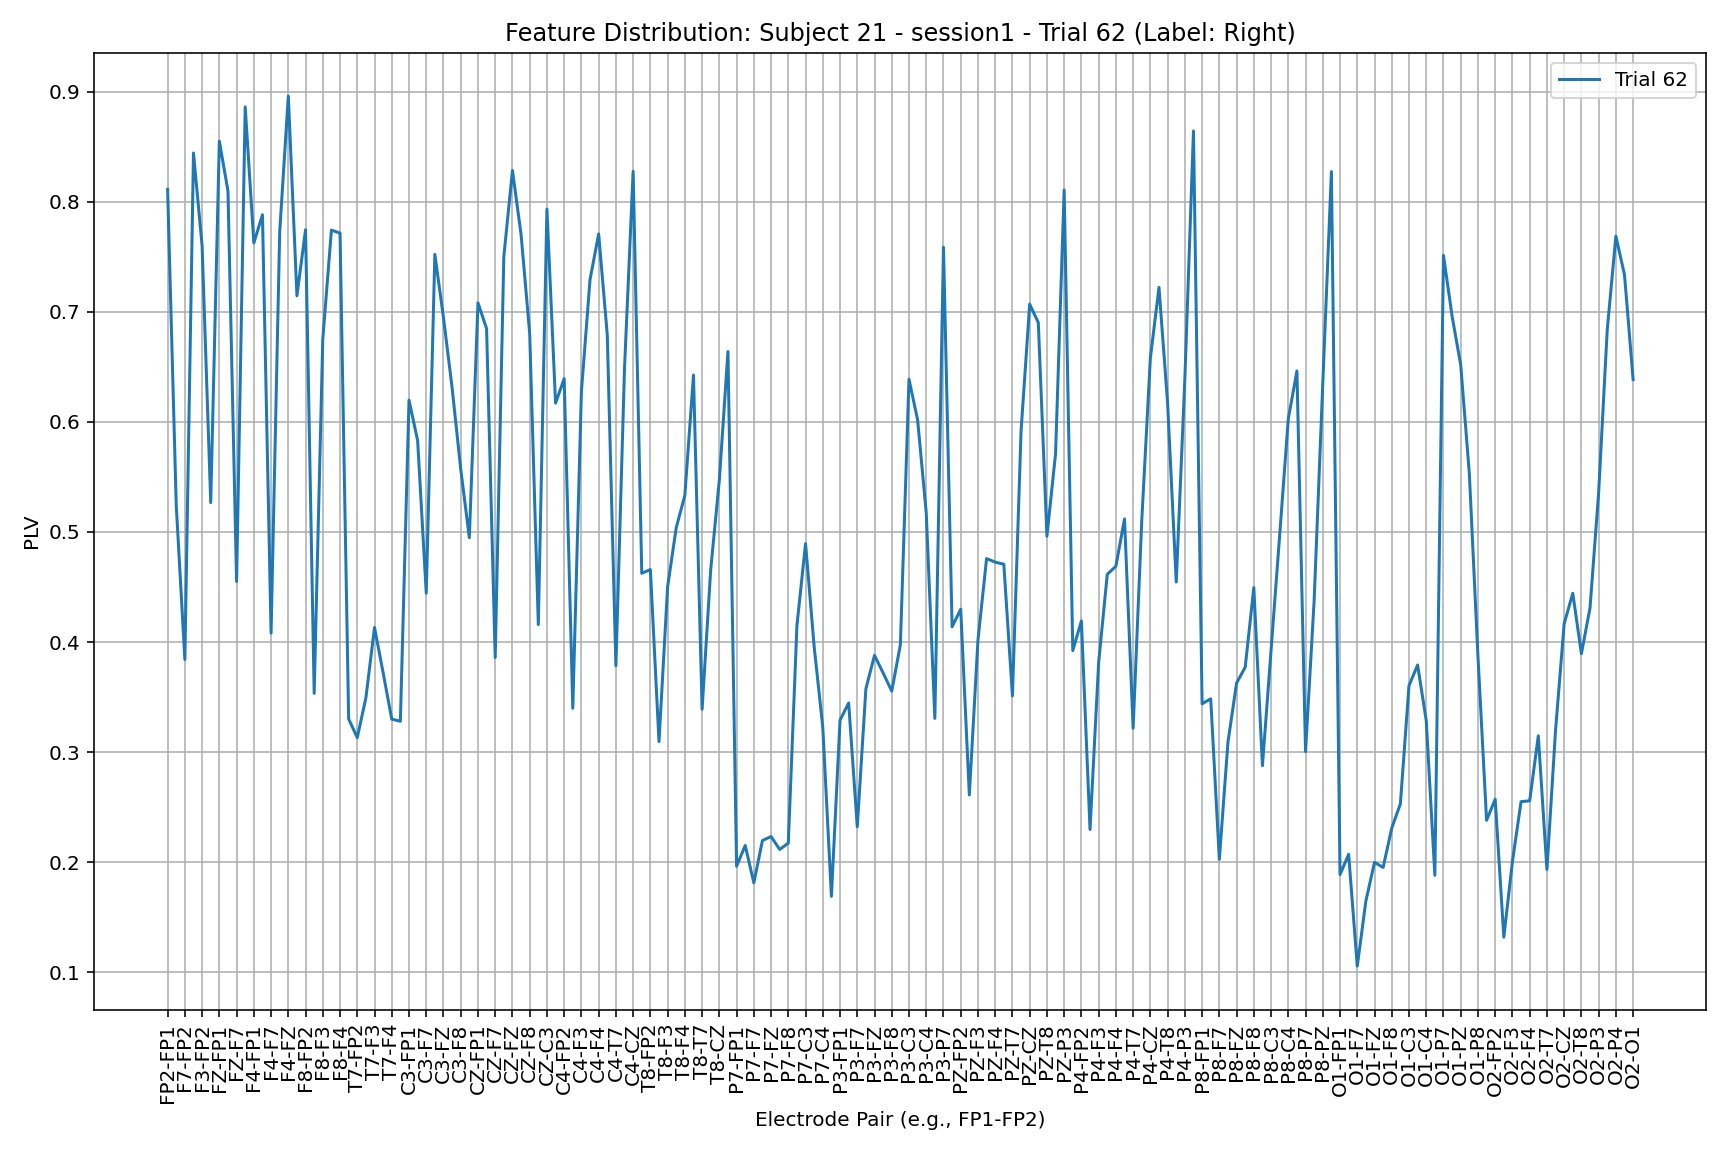 Feature Distribution: Subject 21 - session1 - Trial 62 (Label: Right)
Trial 62
PLV
0.9
0.8
0.7
0.6
0.5
0.4
0.3
0.2
0.1
FP2-FP1
F7-FP2
F3-FP2
FZ-FP1
FZ-F7
F4-FP1
F4-F7
F4-FZ
F8-FP2
F8-F3
F8-F4
T7-FP2
T7-F3
T7-F4
C3-FP1
C3-F7
C3-FZ
C3-F8
CZ-FP1
CZ-F7
CZ-FZ
CZ-F8
CZ-C3
C4-FP2
C4-F3
C4-F4
C4-T7
C4-CZ
T8-FP2
T8-F3
T8-F4
T8-T7
T8-CZ
P7-FP1
P7-F7
P7-FZ
P7-F8
P7-C3
P7-C4
P3-FP1
P3-F7
P3-FZ
P3-F8
P3-C3
P3-C4
P3-P7
PZ-FP2
PZ-F3
PZ-F4
PZ-T7
PZ-CZ
PZ-T8
PZ-P3
P4-FP2
P4-F3
P4-F4
P4-T7
P4-CZ
P4-T8
P4-P3
P8-FP1
P8-F7
P8-FZ
P8-F8
P8-C3
P8-C4
P8-P7
P8-PZ
O1-FP1
O1-F7
O1-FZ
O1-F8
O1-C3
O1-C4
O1-P7
O1-PZ
O1-P8
O2-FP2
O2-F3
O2-F4
O2-T7
O2-CZ
O2-T8
O2-P3
O2-P4
O2-O1
Electrode Pair (e.g., FP1-FP2)